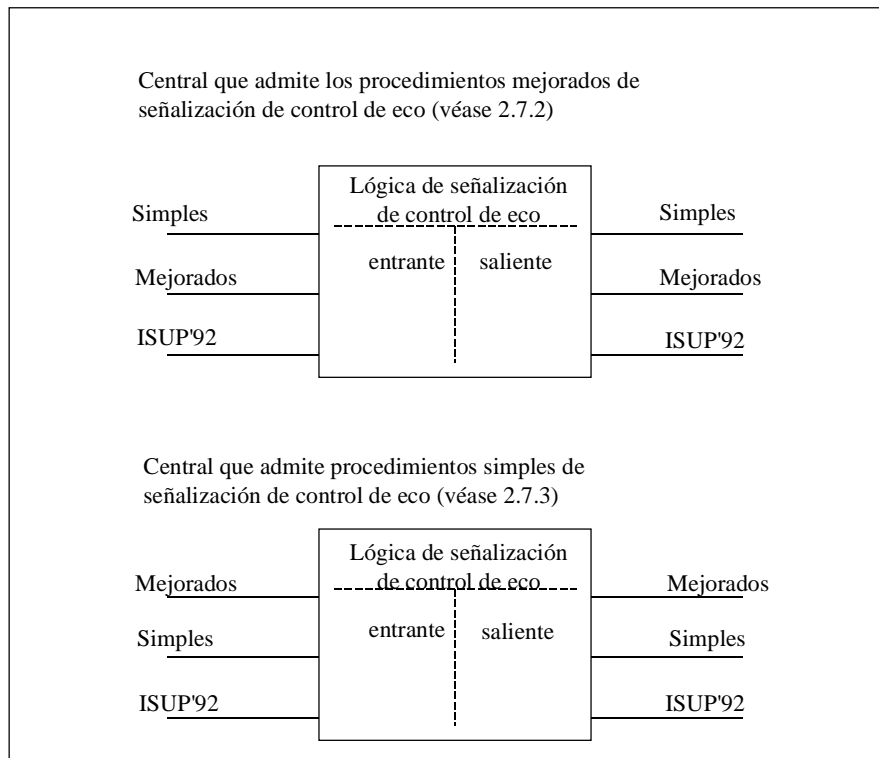 Central que admite los procedimientos mejorados de
señalización de control de eco (véase 2.7.2)
Lógica de señalización
de control de eco
Simples
Simples
entrante
saliente
Mejorados
Mejorados
ISUP'92
ISUP'92
Central que admite procedimientos simples de
señalización de control de eco (véase 2.7.3)
Lógica de señalización
de control de eco
Mejorados
Mejorados
entrante
saliente
Simples
Simples
ISUP'92
ISUP'92